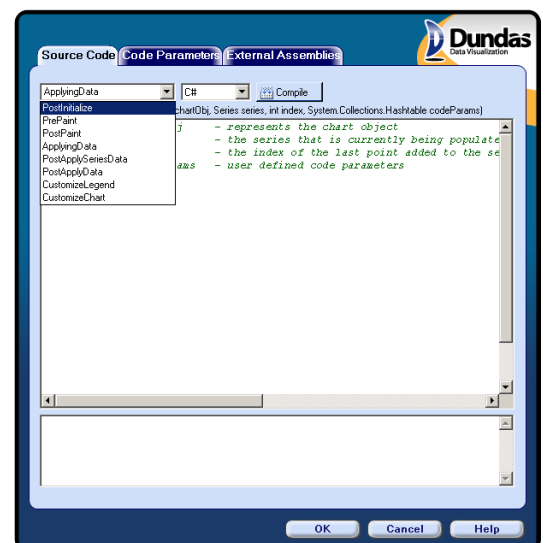 Dundas
Data Visualization
Source Code Code Parameters External Assemblies
ApplyingData C# Compile
PostInitialize
chartObj, Series series, int index, System.Collections.Hashtable codeParams)
PrePaint
j - represents the chart object
PostPaint
- the series that is currently being populate
ApplyingData
- the index of the last point added to the se
PostApplySeriesData
ams - user defined code parameters
PostApplyData
CustomizeLegend
CustomizeChart
OK Cancel Help